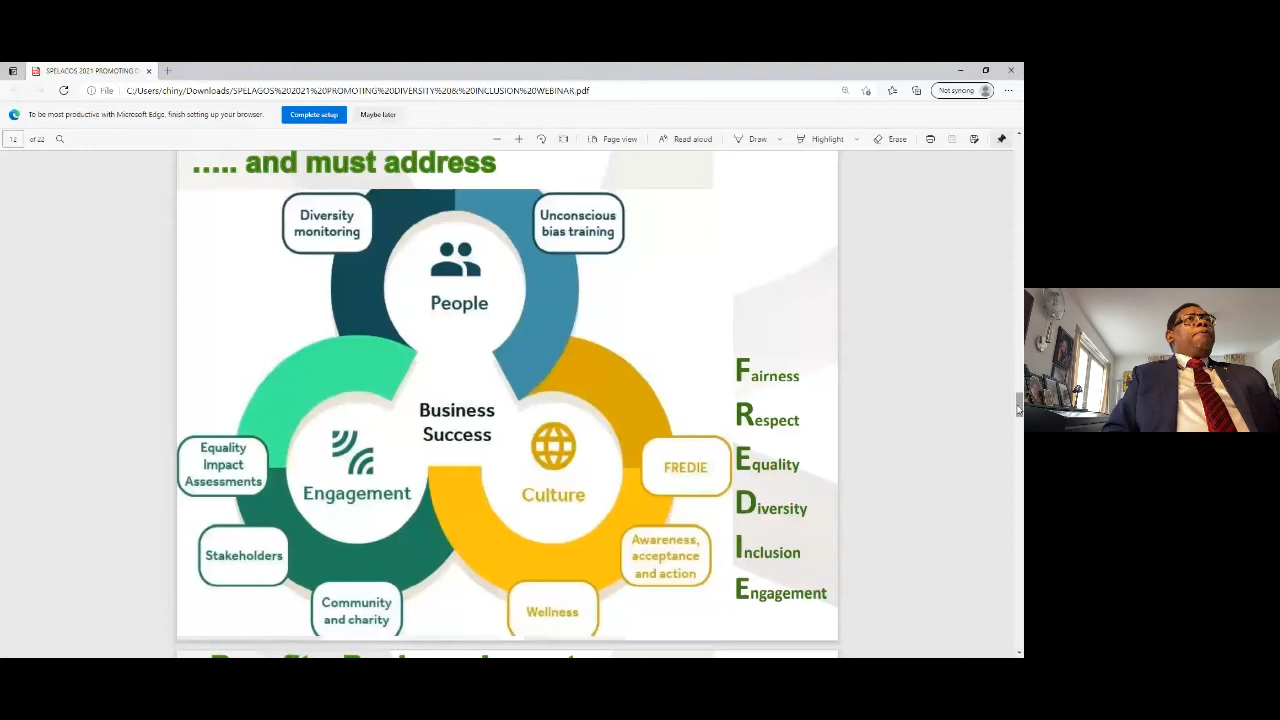 SPELAGOS 2021 PROMOTING D
File
C:/Users/chiny/Downloads/SPELAGOS%202021%20PROMOTING%20DIVERSITY%20&%20INCLUSION%20WEBINAR.pdf
Not syncing
To be most productive with Microsoft Edge, finish setting up your browser.
Complete setup
Maybe later
12 of 22
Page view
Read aloud
Draw
Highlight
Erase
….. and must address
Diversity
monitoring
Unconscious
bias training
People
Business
Success
Equality
Impact
Assessments
Engagement
Culture
FREDIE
Stakeholders
Awareness,
acceptance
and action
Community
and charity
Wellness
Fairness
Respect
Equality
Diversity
Inclusion
Engagement